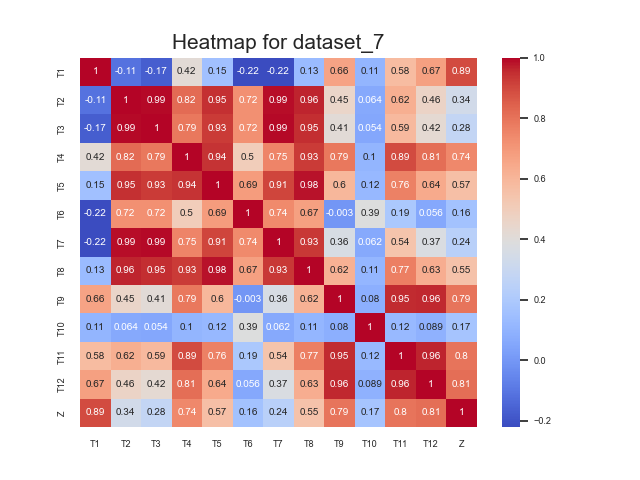 Heatmap for dataset_7
T1 1 -0.11 -0.17 0.42 0.15 -0.22 -0.22 0.13 0.66 0.11 0.58 0.67 0.89
T2 -0.11 1 0.99 0.82 0.95 0.72 0.99 0.96 0.45 0.064 0.62 0.46 0.34
T3 -0.17 0.99 1 0.79 0.93 0.72 0.99 0.95 0.41 0.054 0.59 0.42 0.28
T4 0.42 0.82 0.79 1 0.94 0.5 0.75 0.93 0.79 0.1 0.89 0.81 0.74
T5 0.15 0.95 0.93 0.94 1 0.69 0.91 0.98 0.6 0.12 0.76 0.64 0.57
T6 -0.22 0.72 0.72 0.5 0.69 1 0.74 0.67 -0.003 0.39 0.19 0.056 0.16
T7 -0.22 0.99 0.99 0.75 0.91 0.74 1 0.93 0.36 0.062 0.54 0.37 0.24
T8 0.13 0.96 0.95 0.93 0.98 0.67 0.93 1 0.62 0.11 0.77 0.63 0.55
T9 0.66 0.45 0.41 0.79 0.6 -0.003 0.36 0.62 1 0.08 0.95 0.96 0.79
T10 0.11 0.064 0.054 0.1 0.12 0.39 0.062 0.11 0.08 1 0.12 0.089 0.17
T11 0.58 0.62 0.59 0.89 0.76 0.19 0.54 0.77 0.95 0.12 1 0.96 0.8
T12 0.67 0.46 0.42 0.81 0.64 0.056 0.37 0.63 0.96 0.089 0.96 1 0.81
Z 0.89 0.34 0.28 0.74 0.57 0.16 0.24 0.55 0.79 0.17 0.8 0.81 1
T1 T2 T3 T4 T5 T6 T7 T8 T9 T10 T11 T12 Z
1.0
0.8
0.6
0.4
0.2
0.0
−0.2